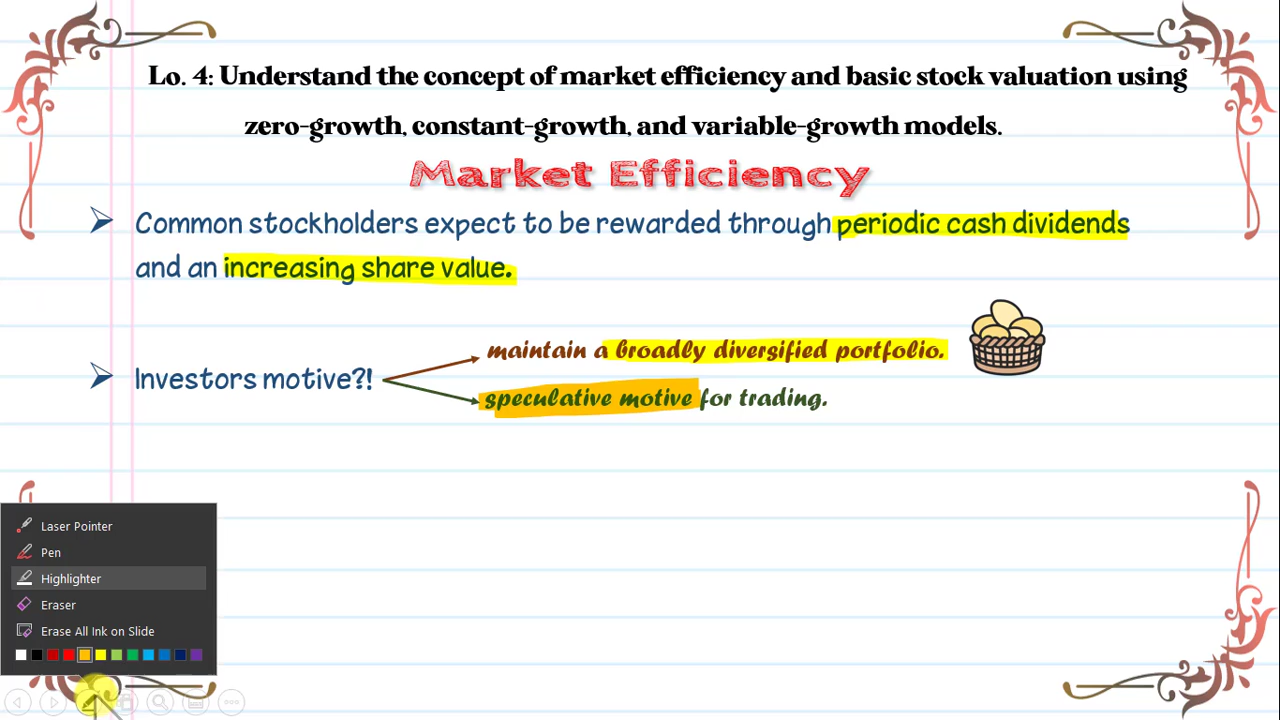 Lo. 4: Understand the concept of market efficiency and basic stock valuation using
zero-growth, constant-growth, and variable-growth models.
Market Efficiency
Common stockholders expect to be rewarded through periodic cash dividends
and an increasing share value.
maintain a broadly diversified portfolio.
Investors motive?!
speculative motive for trading.
Laser Pointer
Pen
Highlighter
Eraser
Erase All Ink on Slide